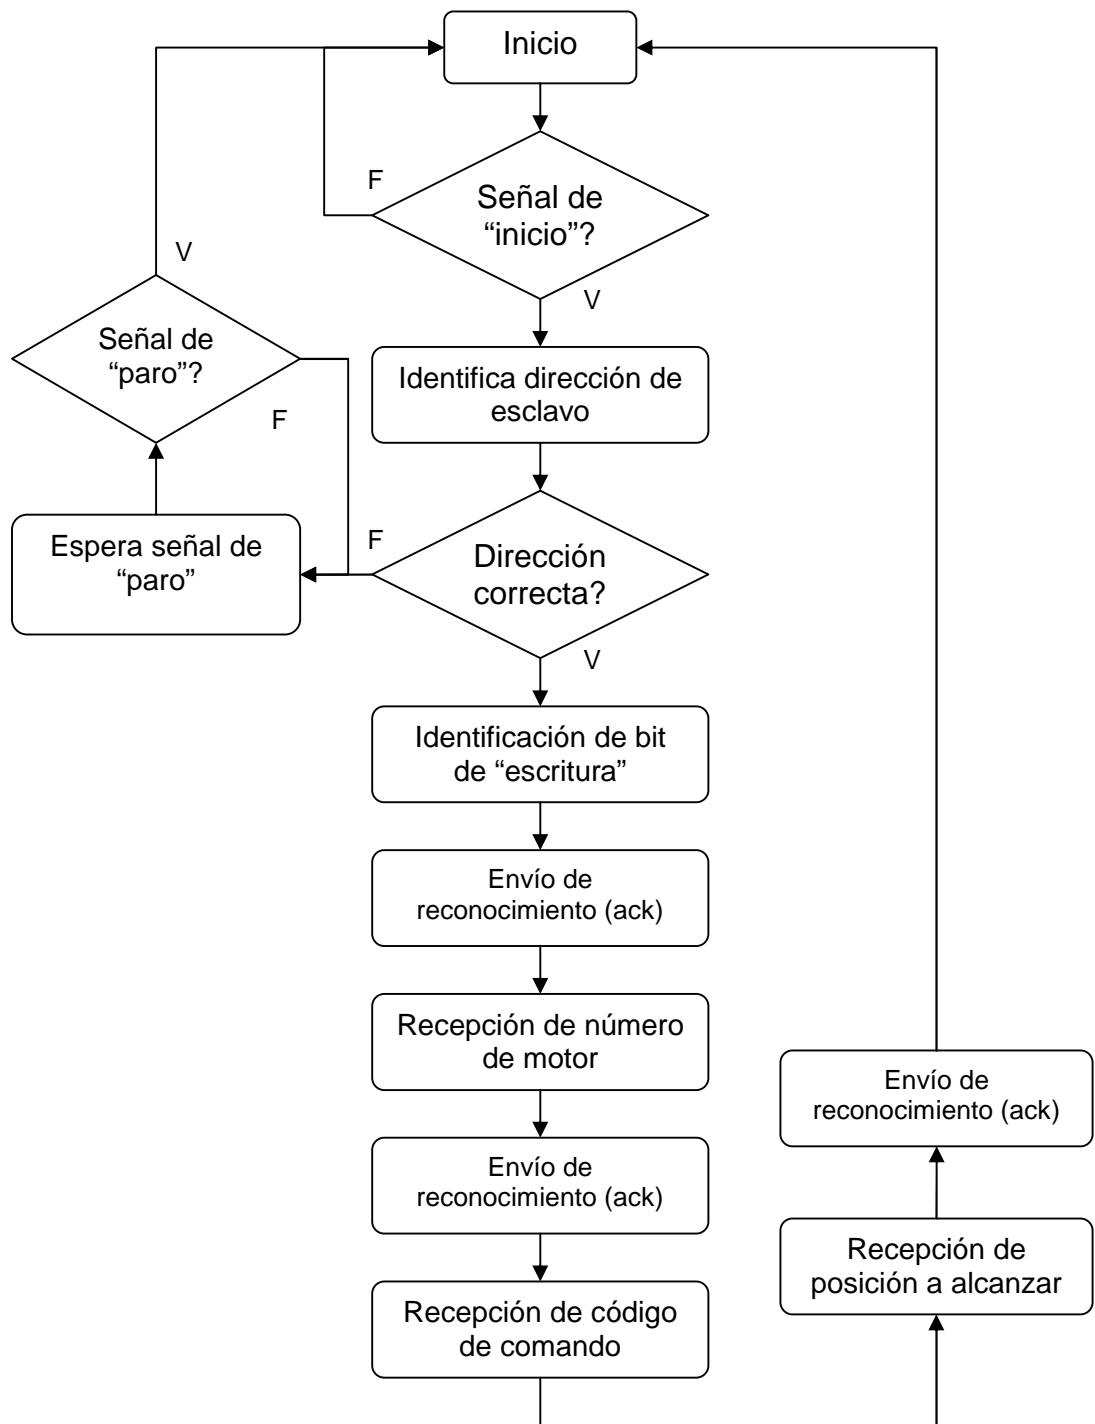 Inicio
F
Señal de
“inicio”?
V
V
Señal de
“paro”?
F
Identifica dirección de
esclavo
Espera señal de
“paro”
F
Dirección
correcta?
V
Identificación de bit
de “escritura”
Envío de
reconocimiento (ack)
Recepción de número
de motor
Envío de
reconocimiento (ack)
Recepción de código
de comando
Envío de
reconocimiento (ack)
Recepción de
posición a alcanzar